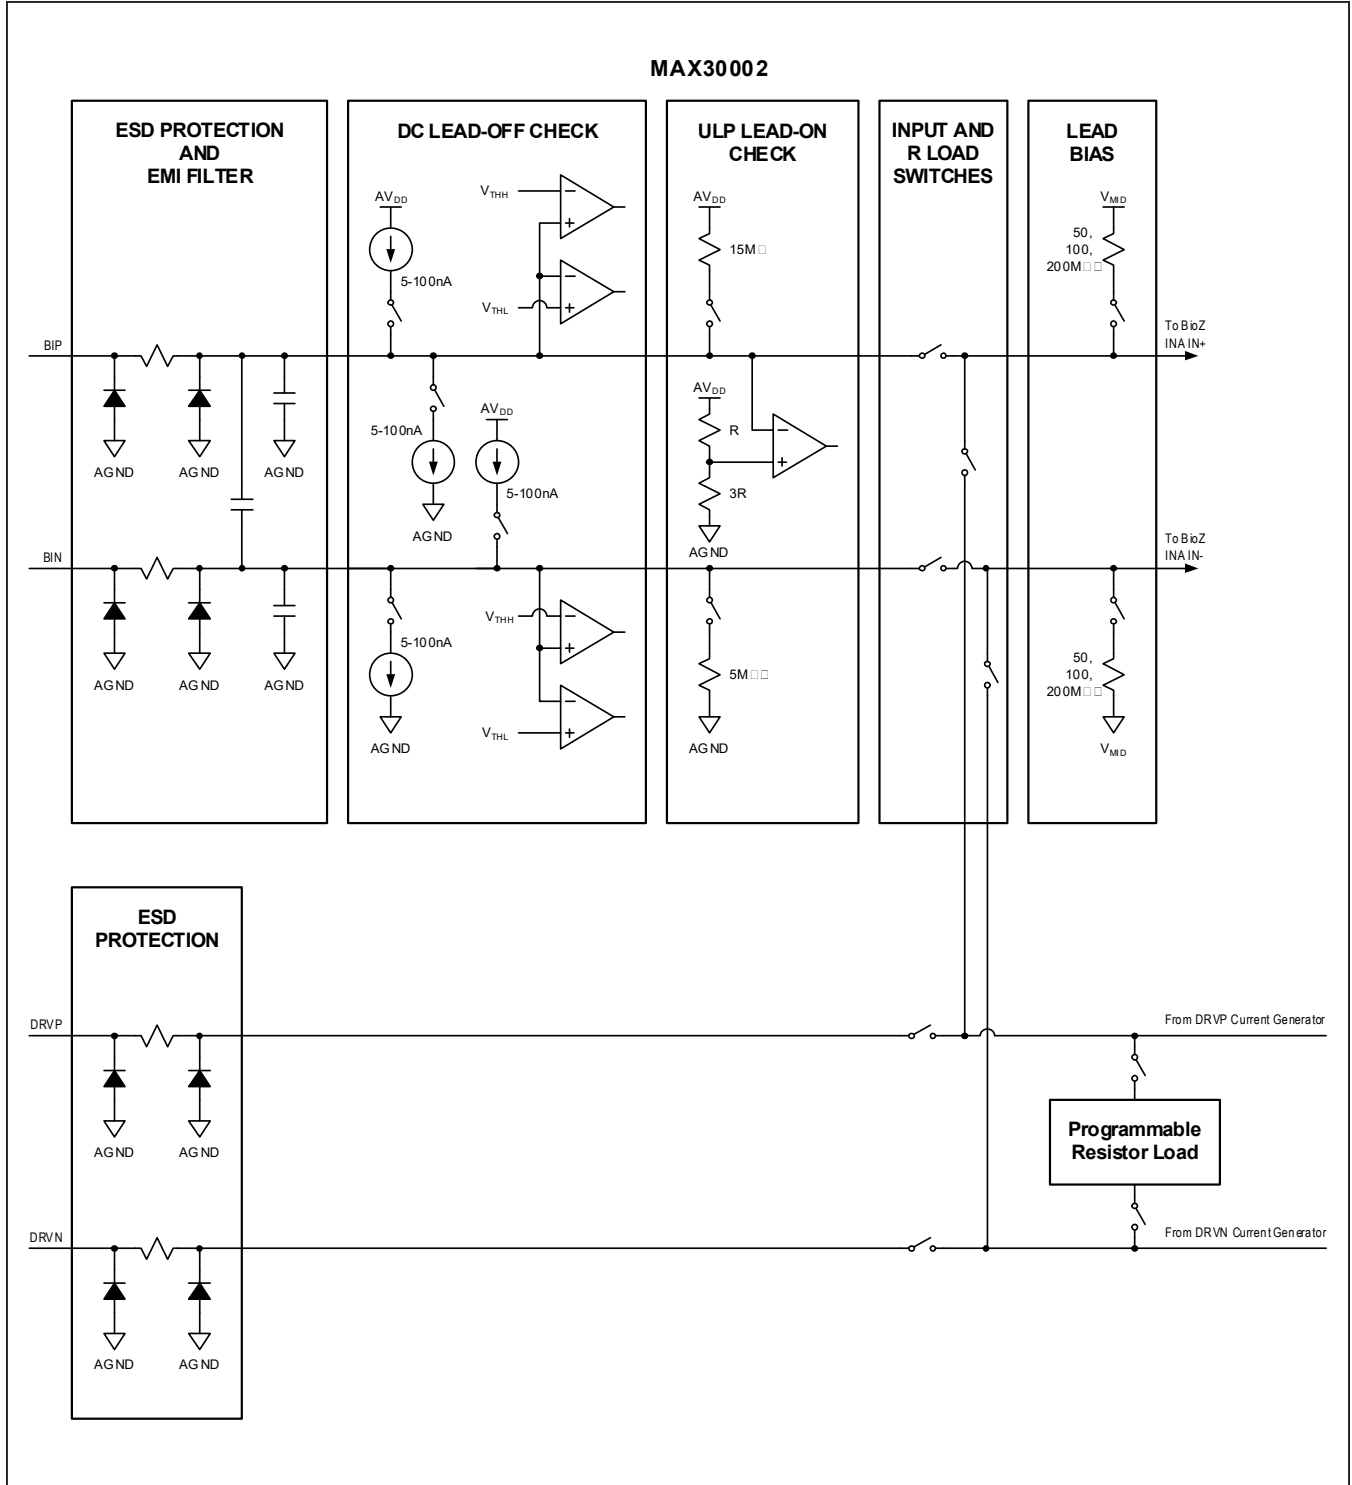 MAX30002
ESD PROTECTION
AND
EMI FILTER
DC LEAD-OFF CHECK
ULP LEAD-ON
CHECK
INPUT AND
R LOAD
SWITCHES
LEAD
BIAS
AVDD
5-100nA
VTHH
VTHL
AVDD
15M□
VMID
50,
100,
200M□□
BIP
To BioZ
INA IN+
AGND
AGND
AGND
5-100nA
AGND
AVDD
5-100nA
AVDD
R
3R
AGND
BIN
To BioZ
INA IN-
AGND
AGND
AGND
5-100nA
AGND
VTHH
VTHL
5M□□
AGND
50,
100,
200M□□
VMID
ESD
PROTECTION
DRVP
From DRVP Current Generator
AGND
AGND
Programmable
Resistor Load
DRVN
From DRVN Current Generator
AGND
AGND